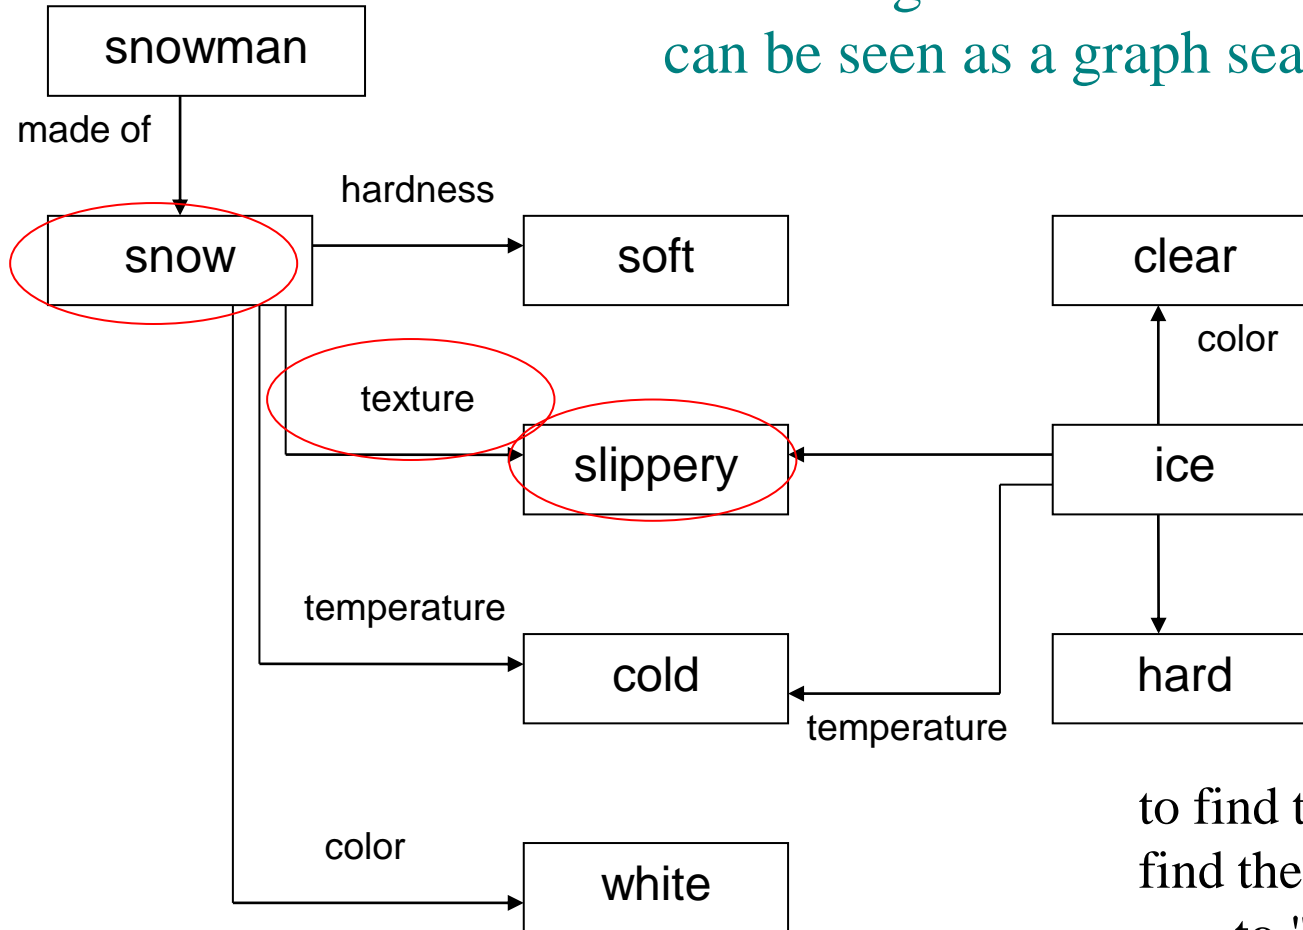 can be seen as a graph sea
snowman
made of
hardness
snow
soft
clear
color
texture
slippery
ice
temperature
cold
hard
temperature
color
white
to find t
find the
to "